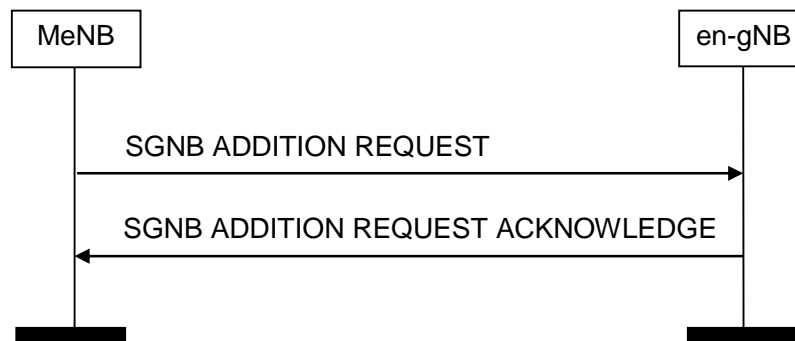 MeNB
en-gNB
SGNB ADDITION REQUEST
SGNB ADDITION REQUEST ACKNOWLEDGE